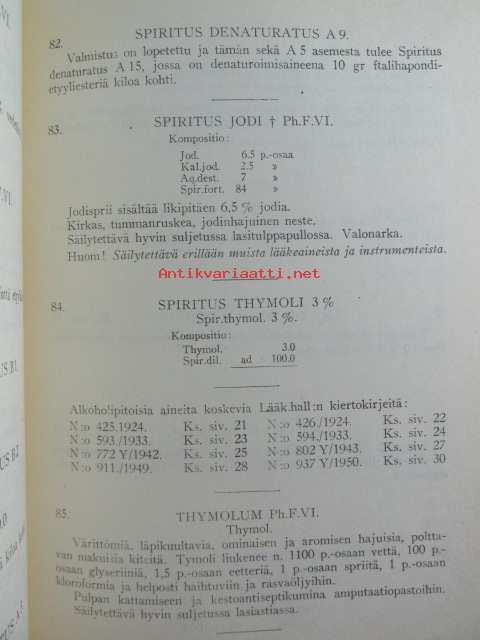 SPIRITUS DENATURATUS A 9.
82.
Valmistus on lopetettu ja tämän sekä A 5 asemesta tulee Spiritus
denaturatus A 15, jossa on denaturoimisaineena 10 gr ftalihapondi-
etyyliesteriä kiloa kohti.
83. SPIRITUS JODI † Ph.F.VI.
Kompositio:
Jod. 6.5 p.-osaa
Kal.jod. 2.5 »
Aq.dest. 7 »
Spir.fort. 84 »
Jodisprii sisältää likipitäen 6,5 % jodia.
Kirkas, tummanruskea, jodinhajuinen neste.
Säilytettävä hyvin suljetussa lasitulppapullossa. Valonarka.
Huom! Säilytettävä erillään muista lääkeaineista ja instrumenteista.
Antikvariaatti.net
84. SPIRITUS THYMOLI 3 %
Spir.thymol. 3 %.
Kompositio:
Thymol. 3.0
Spir.dil. ad 100.0
Alkoholipitoisia aineita koskevia Lääk.hall:n kiertokirjeitä:
N:o 425.1924. Ks. siv. 21 N:o 426./1924. Ks. siv. 22
N:o 593./1933. Ks. siv. 23 N:o 594./1933. Ks. siv. 24
N:o 772 Y/1942. Ks. siv. 25 N:o 802 Y/1943. Ks. siv. 27
N:o 911./1949. Ks. siv. 28 N:o 937 Y/1950. Ks. siv. 30
85. THYMOLUM Ph.F.VI.
Thymol.
Värittömiä, läpikuultavia, ominaisen ja aromisen hajuisia, poltta-
van makuisia kiteitä. Tymoli liukenee n. 1100 p.-osaan vettä, 100 p.-
osaan glyseriiniä, 1,5 p.-osaan eetteriä, 1 p.-osaan spriitä, 1 p.-osaan
kloroformia ja helposti haihtuviin ja rasvaöljyihin.
Pulpan kattamiseen ja kestoantiseptikumina amputaatiopastoihin.
Säilytettävä hyvin suljetussa lasiastiassa.